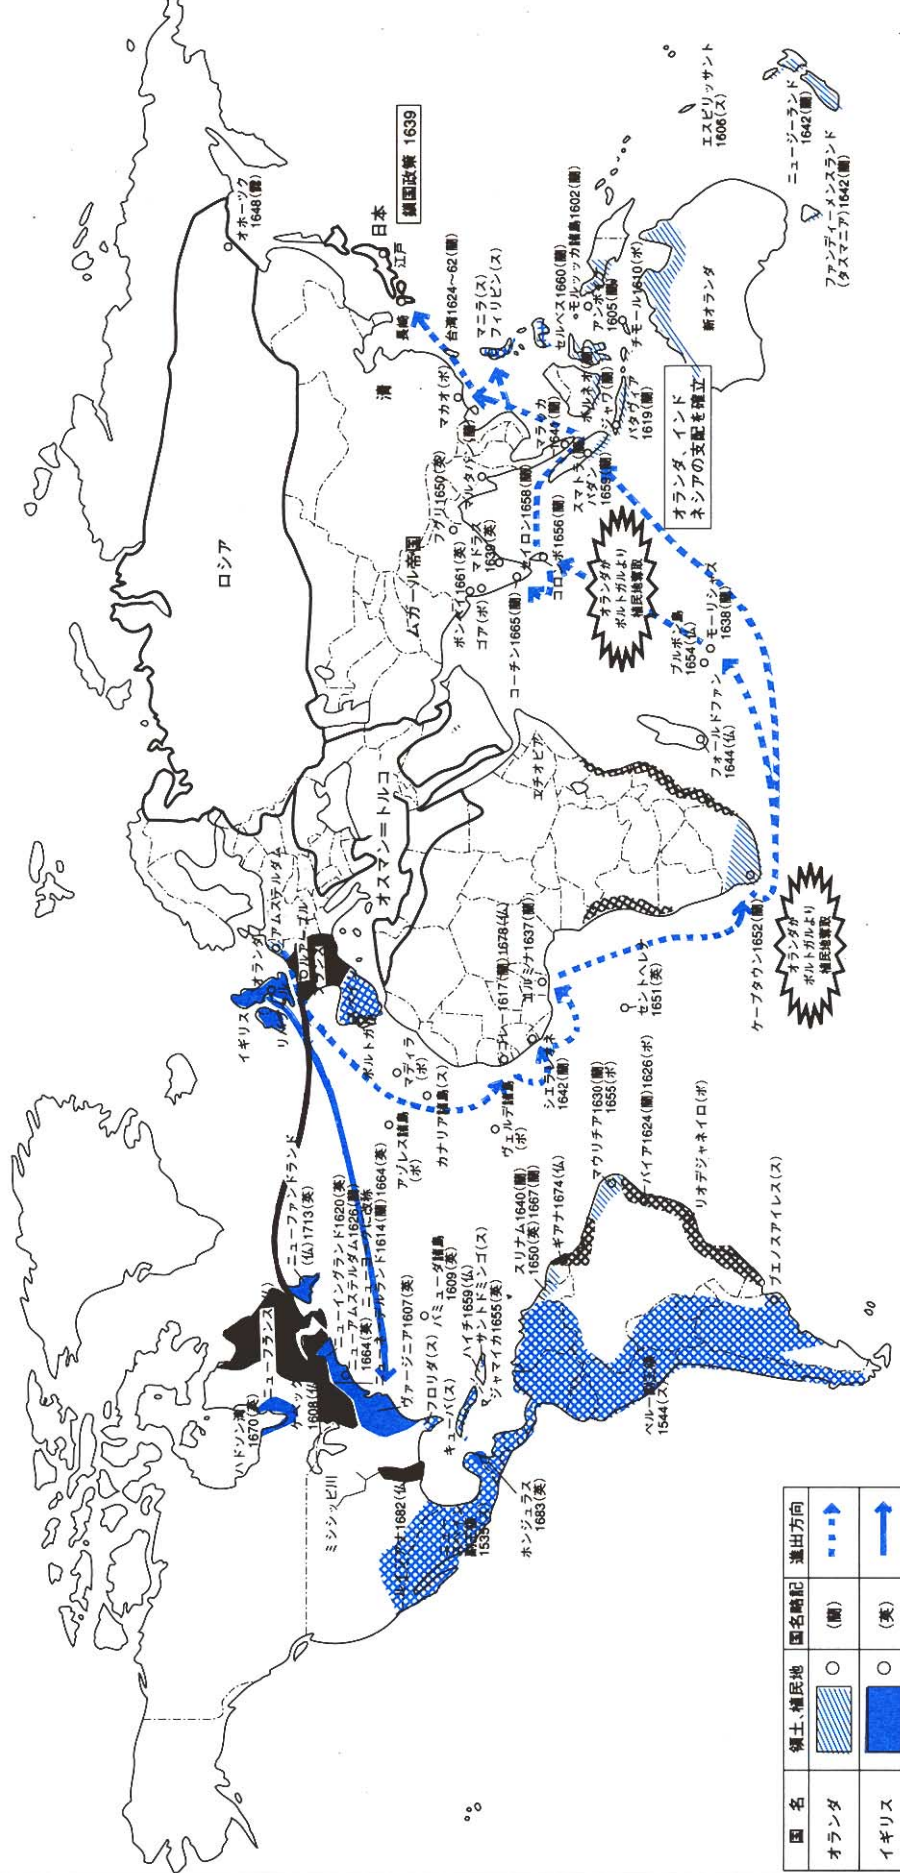 ロシア
オホーツク
1648(露)
日本
江戸
長崎
鎖国政策 1639
清
台湾1624〜62(蘭)
マニラ(ス)
フィリピン(ス)
マカオ(ポ)
フグリ1650(英)
ムガール帝国
ボンベイ1661(英)
ゴア(ポ)
マドラス
1639(英)
セイロン1658(蘭)
コロンボ1656(蘭)
コーチン1665(蘭)
マラッカ
1641(蘭)
スマトラ(蘭)
パダン
1659(蘭)
ボルネオ(蘭)
ジャワ(蘭)
バタヴィア
1619(蘭)
セルベス1660(蘭)
モルッカ諸島1602(蘭)
1605(蘭)
チモール1610(ポ)
オランダ、インド
ネシアの支配を確立
新オランダ
エスピリッサント
1606(ス)
ニュージーランド
1642(蘭)
ファンディーメンスランド
(タスマニア)1642(蘭)
オランダが
ポルトガルより
植民地奪取
ブルボン島
1654(仏)
モーリシャス
1638(蘭)
フォールドファン
1644(仏)
オスマン=トルコ
エチオピア
イギリス
オランダ
アムステルダム
フランス
ポルトガル
マディラ
(ポ)
アゾレス諸島
(ポ)
カナリア諸島(ス)
ヴェルデ諸島
(ポ)
ゴレー1617(蘭)1678(仏)
エルミナ1637(蘭)
シエラレオネ
1642(蘭)
セントヘレナ
1651(英)
ケープタウン1652(蘭)
オランダが
ポルトガルより
植民地奪取
ハドソン湾
1670(英)
ニューフランス
ケベック
1608(仏)
ニューファンドランド
(仏)1713(英)
ニューイングランド1620(英)
ニューアムステルダム1626(蘭)
1664(英)ニューヨークに改称
1614(蘭)1664(英)
ヴァージニア1607(英)
バミューダ諸島
1609(英)
フロリダ(ス)
キューバ(ス)
ハイチ1659(仏)
サントドミンゴ(ス)
ジャマイカ1655(英)
ミシシッピ川
ルイジアナ1682(仏)
副王領
1535
ホンジュラス
1683(英)
スリナム1640(蘭)
1650(英)1667(蘭)
ギアナ1674(仏)
マウリチア1630(蘭)
1655(ポ)
バイア1624(蘭)1626(ポ)
リオデジャネイロ(ポ)
ブエノスアイレス(ス)
ペルー副王領
1544(ス)
国 名 領土、植民地 国名略記 進出方向
オランダ ○ (蘭)
イギリス ○ (英)